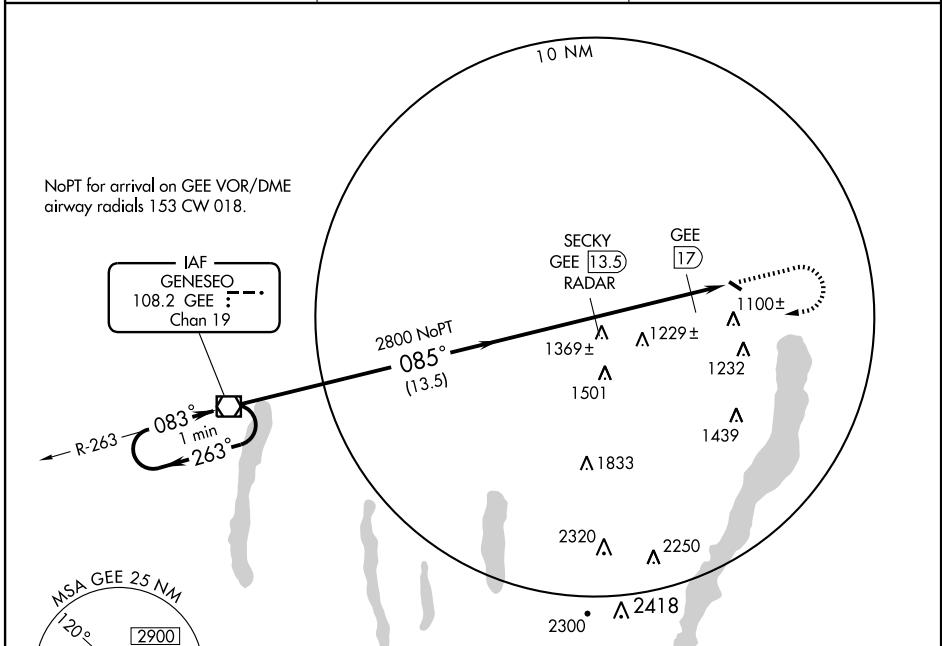 10 NM
NoPT for arrival on GEE VOR/DME
airway radials 153 CW 018.
IAF
GENESEO
108.2 GEE
Chan 19
SECKY
GEE 13.5
RADAR
GEE
17
2800 NoPT
085°
(13.5)
1100±
1369±
1229±
1232
1501
1439
R-263
083°
1 min
263°
1833
2320
2250
2418
2300
MSA GEE 25 NM
120°
2900